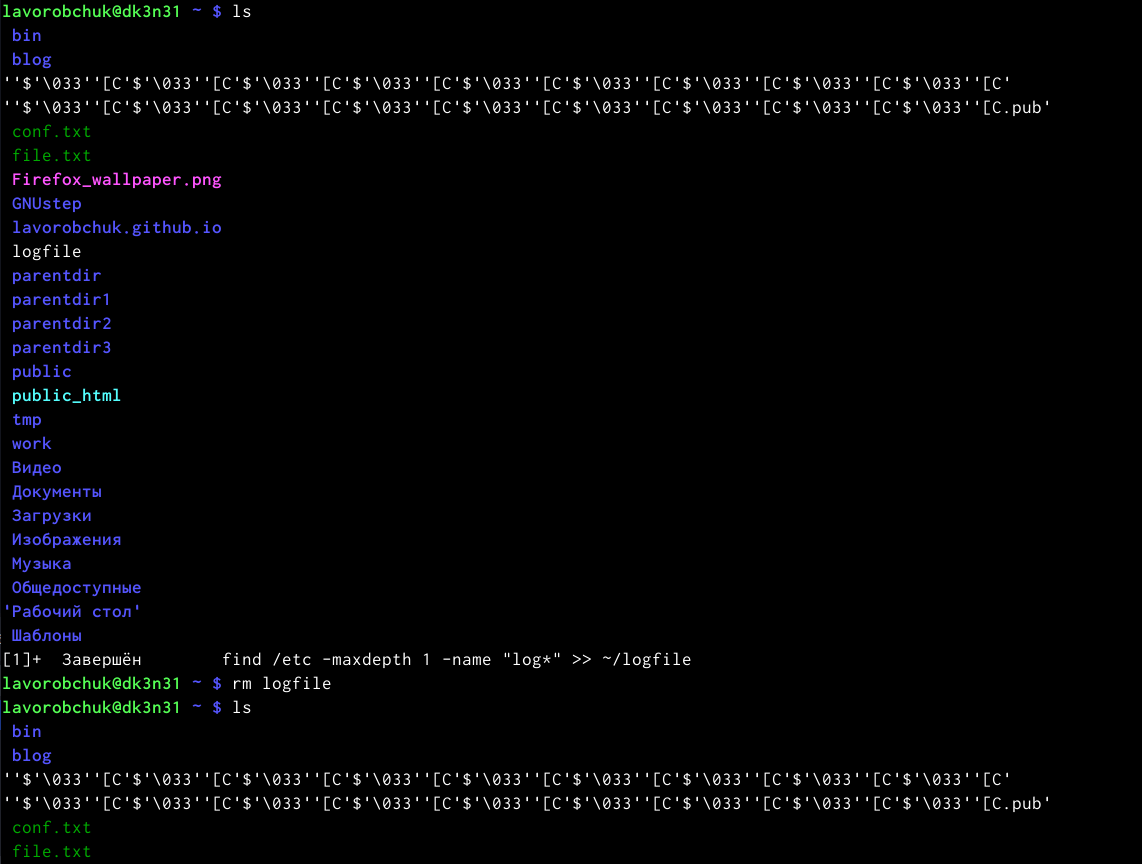 lavorobchuk@dk3n31 ~ $ ls
bin
blog
''$'\033''[C'$'\033''[C'$'\033''[C'$'\033''[C'$'\033''[C'$'\033''[C'$'\033''[C'$'\033''[C'$'\033''[C'
''$'\033''[C'$'\033''[C'$'\033''[C'$'\033''[C'$'\033''[C'$'\033''[C'$'\033''[C'$'\033''[C'$'\033''[C.pub'
conf.txt
file.txt
Firefox_wallpaper.png
GNUstep
lavorobchuk.github.io
logfile
parentdir
parentdir1
parentdir2
parentdir3
public
public_html
tmp
work
Видео
Документы
Загрузки
Изображения
Музыка
Общедоступные
'Рабочий стол'
Шаблоны
[1]+  Завершён        find /etc -maxdepth 1 -name "log*" >> ~/logfile
lavorobchuk@dk3n31 ~ $ rm logfile
lavorobchuk@dk3n31 ~ $ ls
bin
blog
''$'\033''[C'$'\033''[C'$'\033''[C'$'\033''[C'$'\033''[C'$'\033''[C'$'\033''[C'$'\033''[C'$'\033''[C'
''$'\033''[C'$'\033''[C'$'\033''[C'$'\033''[C'$'\033''[C'$'\033''[C'$'\033''[C'$'\033''[C'$'\033''[C.pub'
conf.txt
file.txt